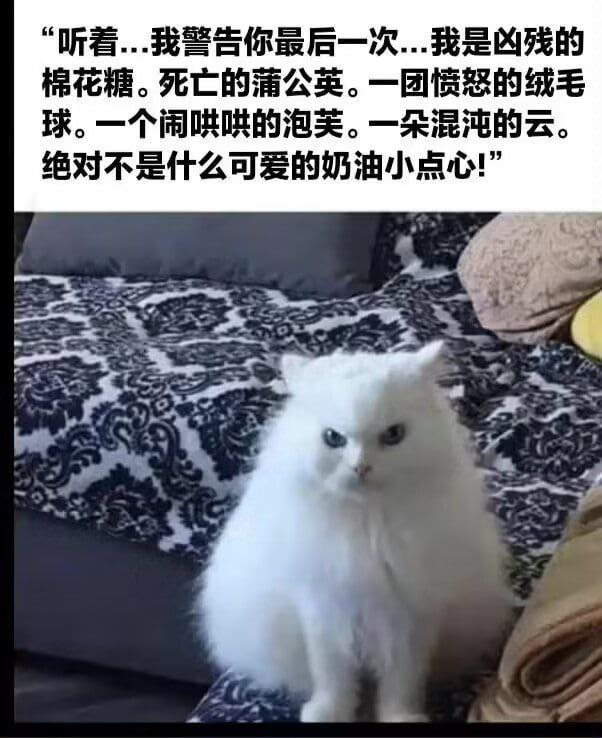 “听着...我警告你最后一次...我是凶残的
棉花糖。死亡的蒲公英。一团愤怒的绒毛
球。一个闹哄哄的泡芙。一朵混沌的云。
绝对不是什么可爱的奶油小点心!”